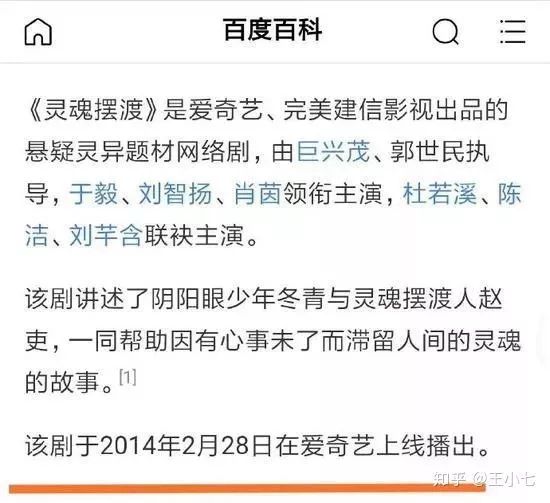 百度百科
《灵魂摆渡》是爱奇艺、完美建信影视出品的
悬疑灵异题材网络剧，由巨兴茂、郭世民执
导，于毅、刘智扬、肖茵领衔主演，杜若溪、陈
洁、刘芊含联袂主演。
该剧讲述了阴阳眼少年冬青与灵魂摆渡人赵
吏，一同帮助因有心事未了而滞留人间的灵魂
的故事。[1]
该剧于2014年2月28日在爱奇艺上线播出。
知乎 @王小七